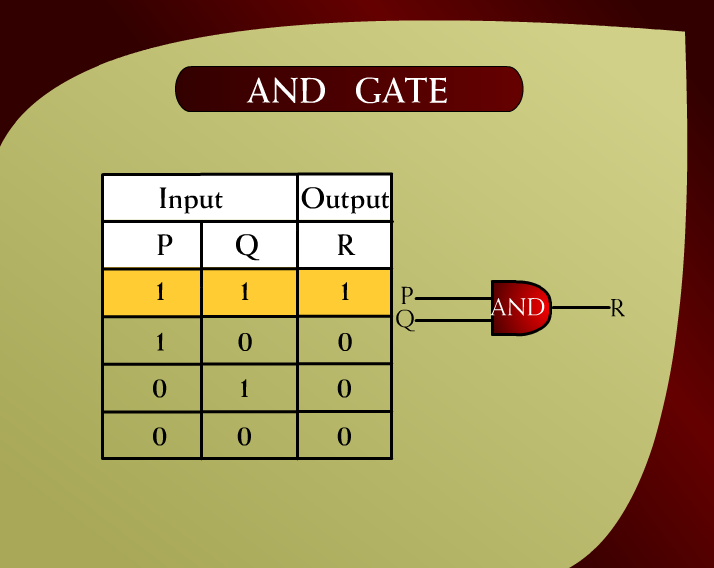 AND GATE
Input Output
P Q R
1 1 1
1 0 0
0 1 0
0 0 0
P
Q
AND
R